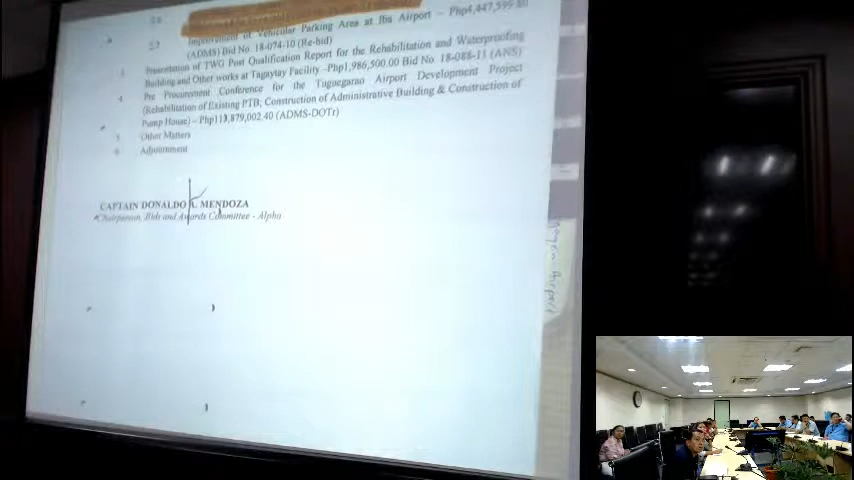 2.2 Improvement of Vehicular Parking Area at Iba Airport – Php4,447,599.80
(ADMS) Bid No. 18-074-10 (Re-bid)
3 Presentation of TWG Post Qualification Report for the Rehabilitation and Waterproofing
Building and Other works at Tagaytay Facility –Php1,986,500.00 Bid No. 18-088-11 (ANS)
4 Pre Procurement Conference for the Tuguegarao Airport Development Project
(Rehabilitation of Existing PTB; Construction of Administrative Building & Construction of
Pump House) – Php113,879,002.40 (ADMS-DOTr)
5 Other Matters
6 Adjournment
CAPTAIN DONALDO A. MENDOZA
Chairperson, Bids and Awards Committee - Alpha